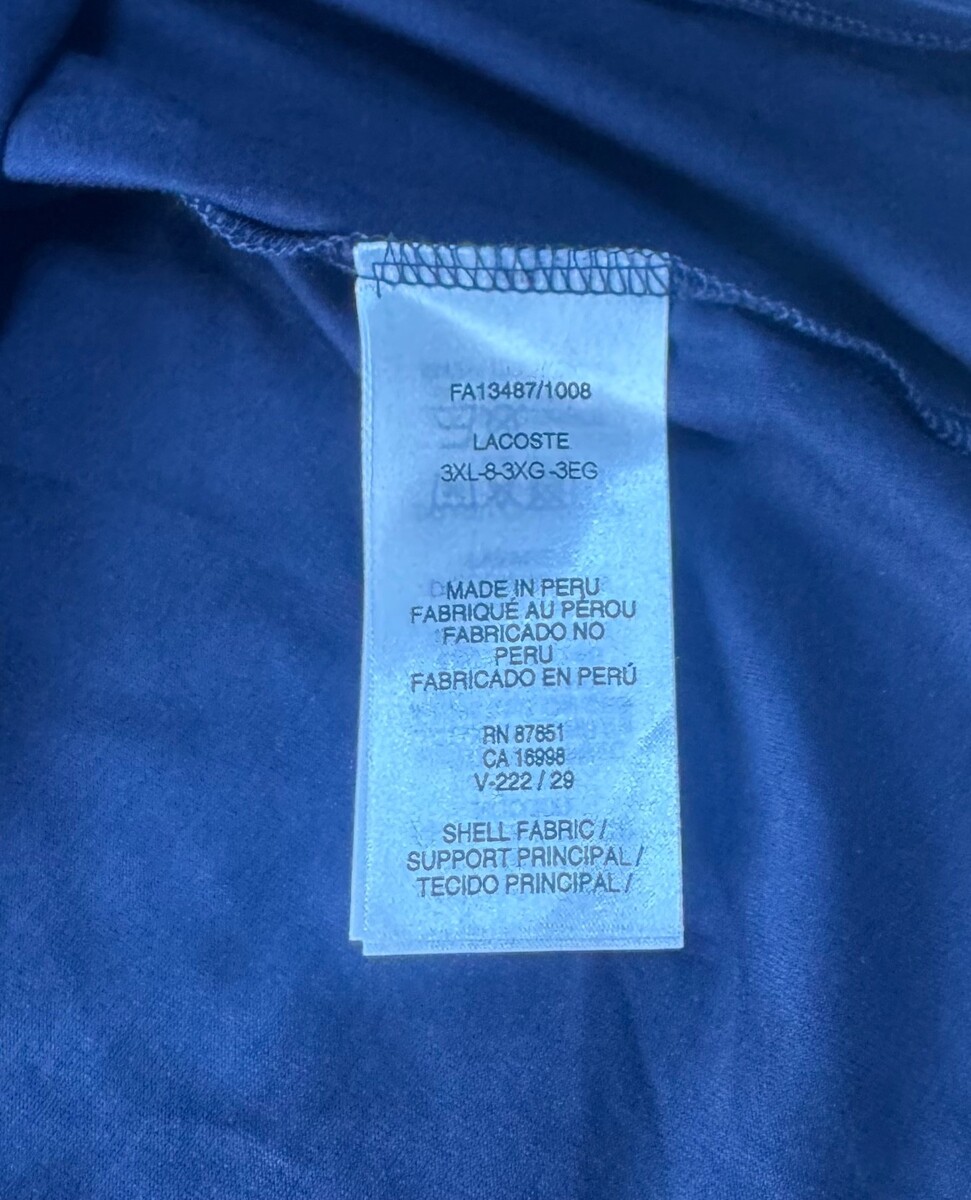 FA13487/1008
LACOSTE
3XL-8-3XG-3EG
MADE IN PERU
FABRIQUÉ AU PÉROU
FABRICADO NO
PERU
FABRICADO EN PERÚ
RN 87651
CA 16998
V-222 / 29
SHELL FABRIC /
SUPPORT PRINCIPAL /
TECIDO PRINCIPAL /